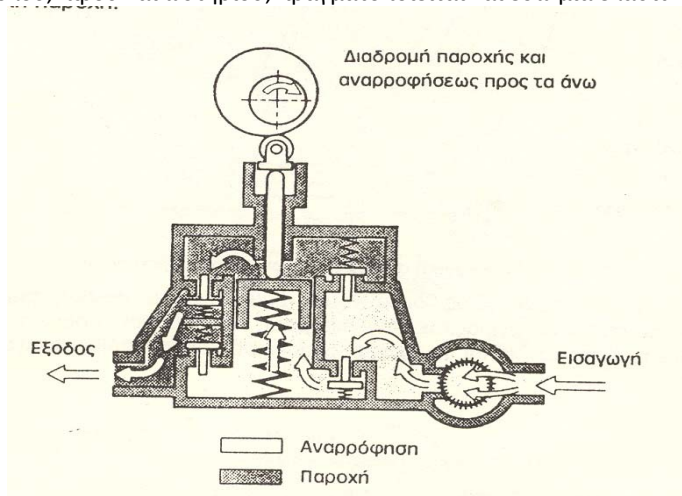 Διαδρομή παροχής και
αναρροφήσεως προς τα άνω
Εξοδος
Εισαγωγή
Αναρρόφηση
Παροχή